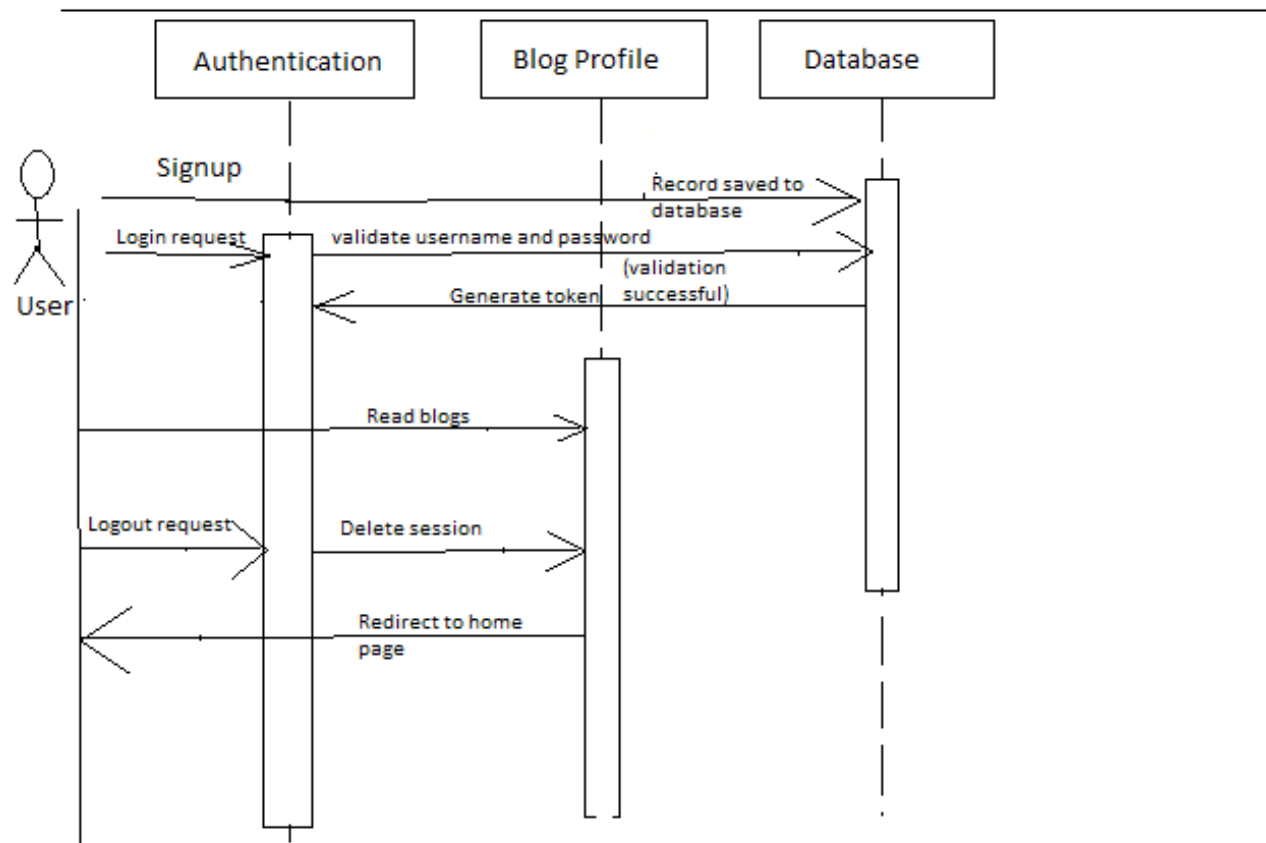 Authentication
Blog Profile
Database
Signup
Record saved to
database
Login request
validate username and password
(validation
successful)
Generate token
User
Read blogs
Logout request
Delete session
Redirect to home
page